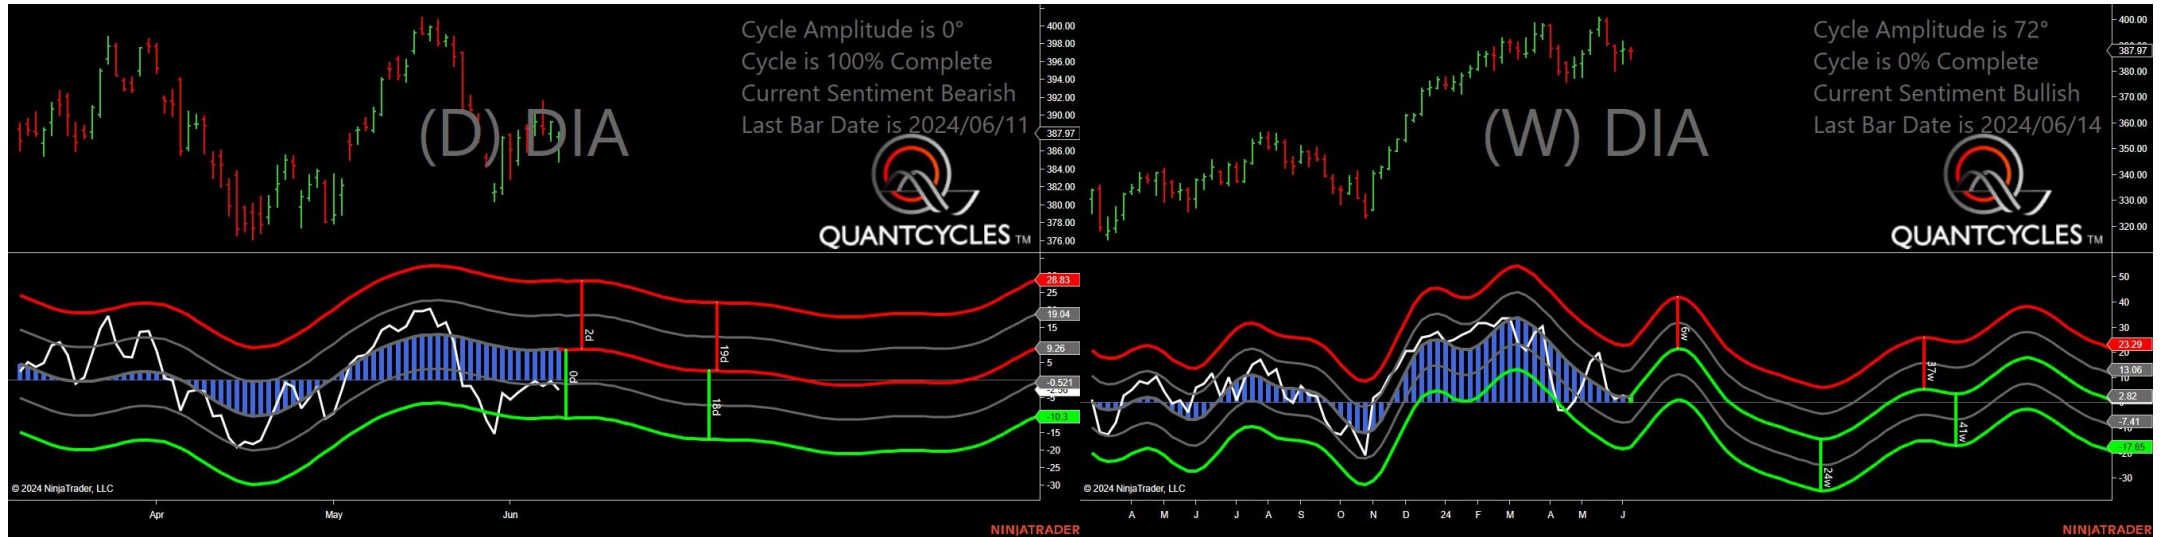 Cycle Amplitude is 0°
Cycle is 100% Complete
Current Sentiment Bearish
Last Bar Date is 2024/06/11
(D) DIA
QUANTCYCLES TM
400.00
398.00
396.00
394.00
392.00
390.00
387.97
386.00
384.00
382.00
380.00
378.00
376.00
28.83
25
19.04
15
9.26
5
-0.521
-5
-10.3
-15
-20
-25
-30
2d
0d
19d
18d
© 2024 NinjaTrader, LLC
Apr
May
Jun
NINJATRADER
Cycle Amplitude is 72°
Cycle is 0% Complete
Current Sentiment Bullish
Last Bar Date is 2024/06/14
(W) DIA
QUANTCYCLES TM
400.00
387.97
380.00
370.00
360.00
350.00
340.00
330.00
320.00
50
40
30
23.29
20
13.06
10
2.82
-7.41
-17.65
-20
-30
6w
24w
37w
41w
© 2024 NinjaTrader, LLC
A M J J A S O N D 24 F M A M J
NINJATRADER